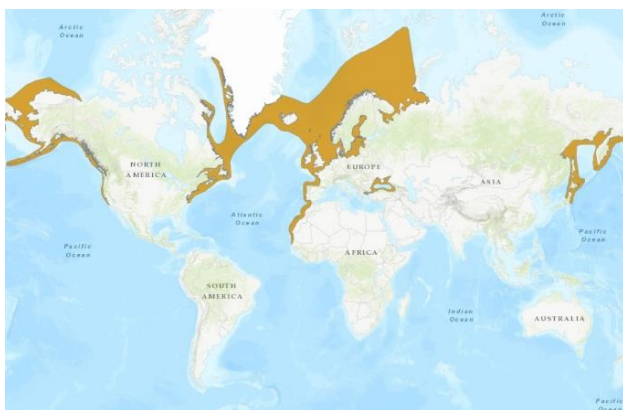 Arctic
Ocean
Arctic
Ocean
NORTH
AMERICA
EUROPE
ASIA
Atlantic
Ocean
Pacific
Ocean
Pacific
Ocean
AFRICA
SOUTH
AMERICA
Indian
Ocean
AUSTRALIA
Pacific
Ocean